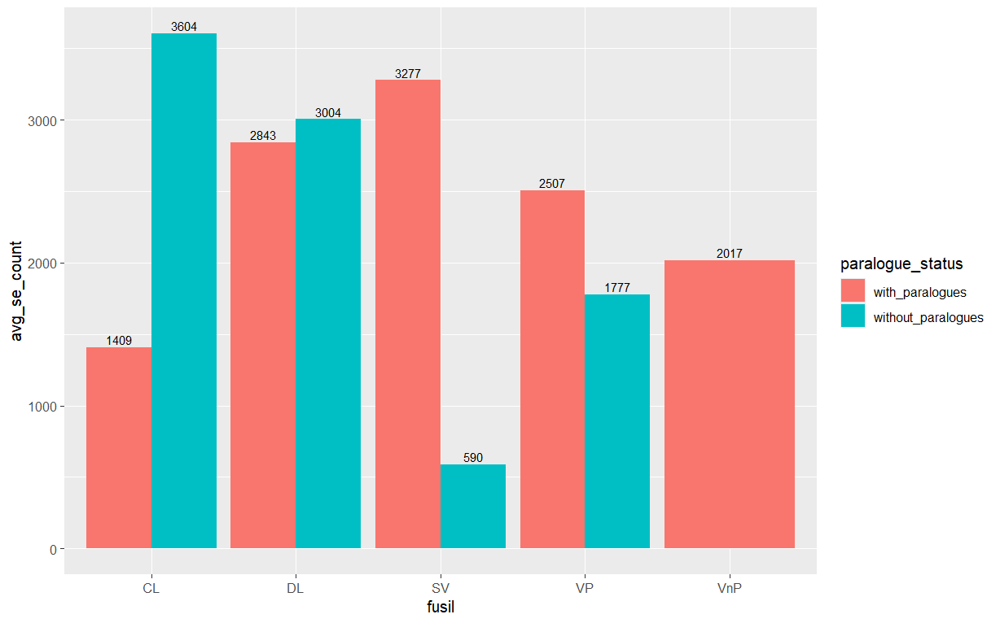 3604
3277
3004
2843
2507
2017
1777
1409
590
avg_se_count
3000
2000
1000
0
CL DL SV VP VnP
fusil
paralogue_status
with_paralogues
without_paralogues